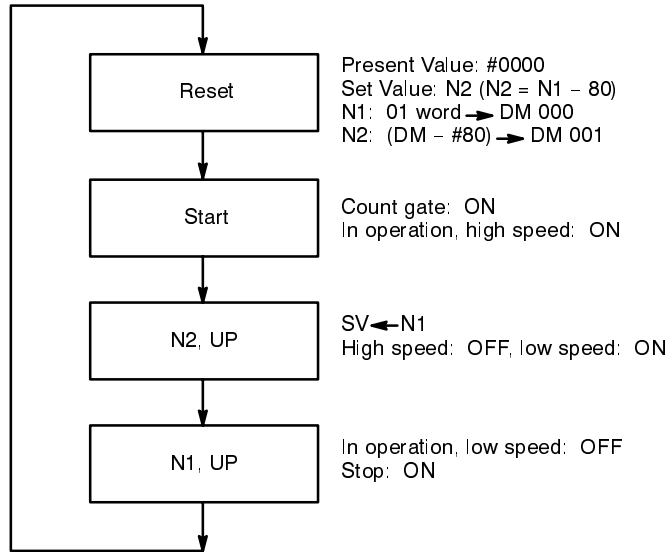 Reset
Present Value: #0000
Set Value: N2 (N2 = N1 – 80)
N1: 01 word → DM 000
N2: (DM – #80) → DM 001
Start
Count gate: ON
In operation, high speed: ON
N2, UP
SV←N1
High speed: OFF, low speed: ON
N1, UP
In operation, low speed: OFF
Stop: ON